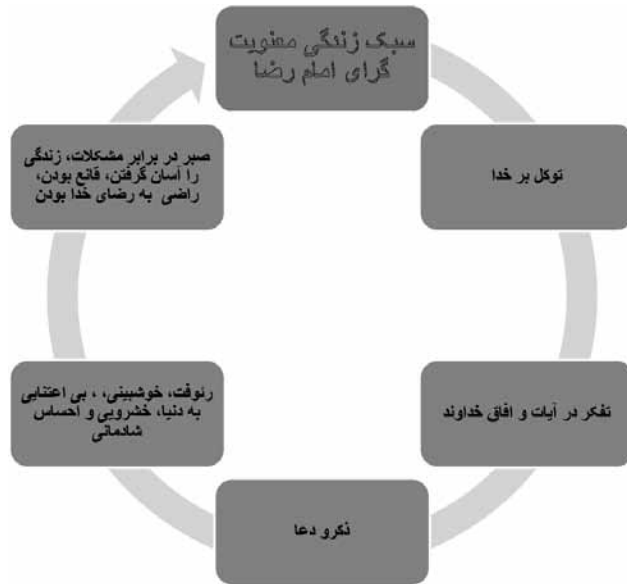 سبک زندگی معنویت
گرای امام رضا
توکل بر خدا
تفکر در آیات و افاق خداوند
ذکرو دعا
رئوفت، خوشبینی، ، بی اعتنایی
به دنیا، خشرویی و احساس
شادمانی
صبر در برابر مشکلات، زندگی
را آسان گرفتن، قانع بودن،
راضی به رضای خدا بودن